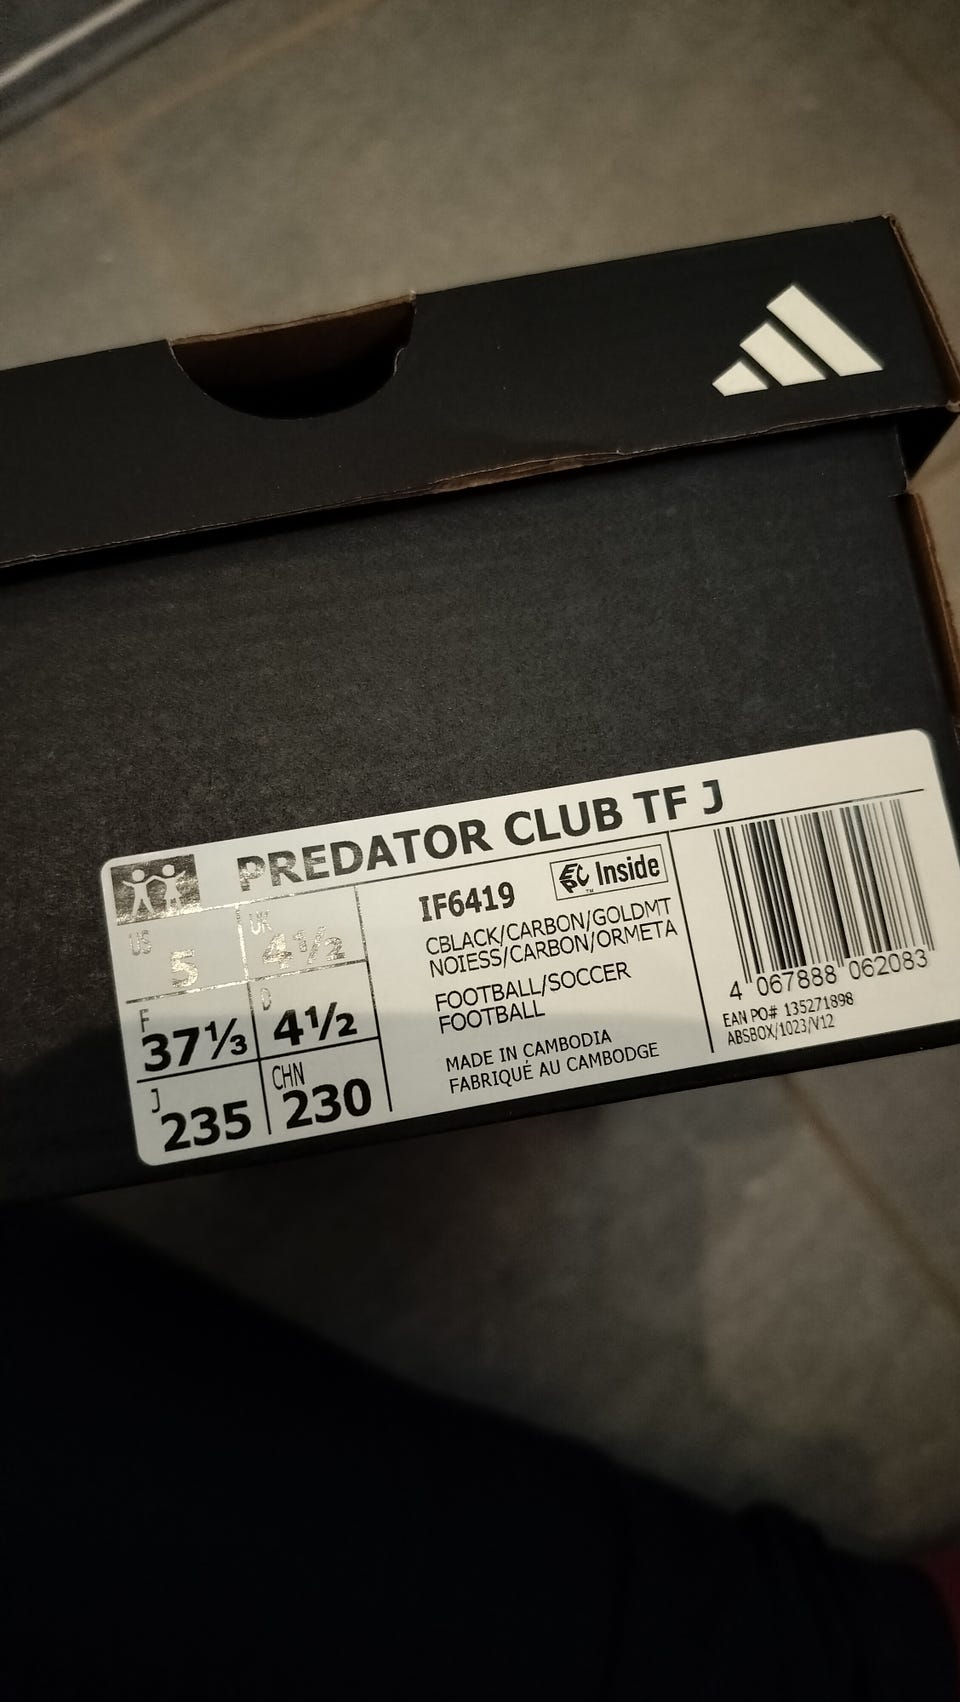 PREDATOR CLUB TF J
US 5
UK 4½
F 37⅓
D 4½
J 235
CHN 230
IF6419
EC Inside™
CBLACK/CARBON/GOLDMT
NOIESS/CARBON/ORMETA
FOOTBALL/SOCCER
FOOTBALL
MADE IN CAMBODIA
FABRIQUÉ AU CAMBODGE
4 067888 062083
EAN PO# 135271898
ABSBOX/1023/V12